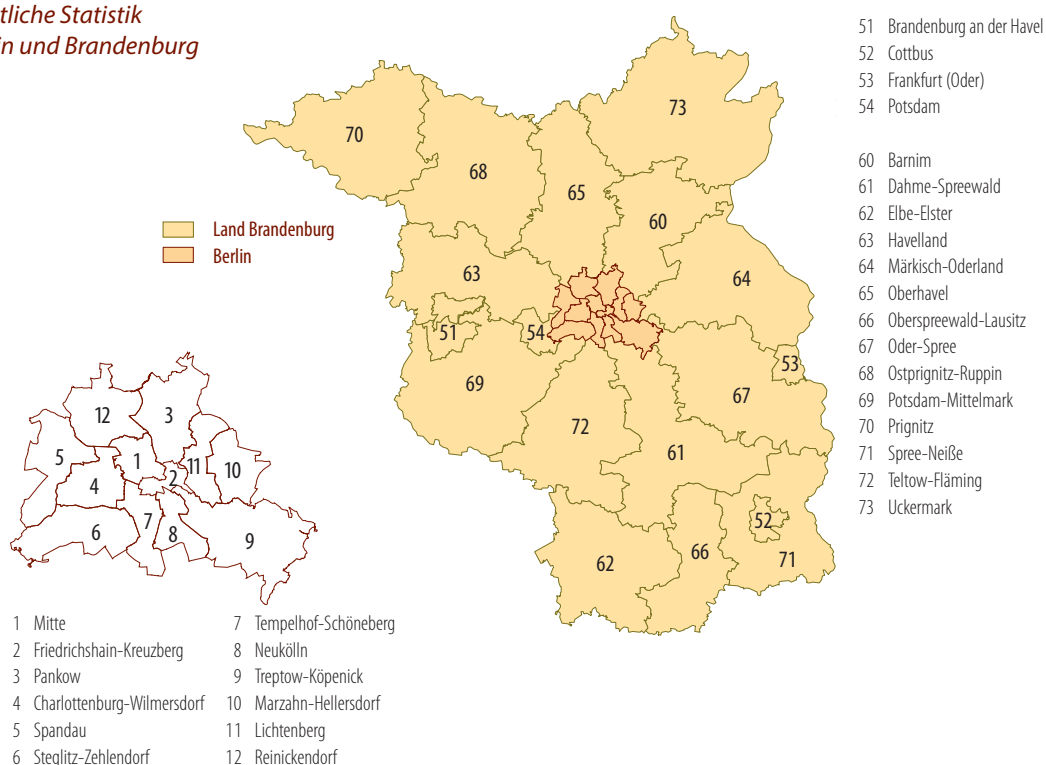 tliche Statistik
in und Brandenburg
51 Brandenburg an der Havel
52 Cottbus
53 Frankfurt (Oder)
54 Potsdam
60 Barnim
61 Dahme-Spreewald
62 Elbe-Elster
63 Havelland
64 Märkisch-Oderland
65 Oberhavel
66 Oberspreewald-Lausitz
67 Oder-Spree
68 Ostprignitz-Ruppin
69 Potsdam-Mittelmark
70 Prignitz
71 Spree-Neiße
72 Teltow-Fläming
73 Uckermark
Land Brandenburg
Berlin
73
70
68
65
60
63
64
51
54
53
69
67
72
61
52
66
71
62
12
3
5
1
11
10
2
4
7
6
8
9
1 Mitte
2 Friedrichshain-Kreuzberg
3 Pankow
4 Charlottenburg-Wilmersdorf
5 Spandau
6 Steglitz-Zehlendorf
7 Tempelhof-Schöneberg
8 Neukölln
9 Treptow-Köpenick
10 Marzahn-Hellersdorf
11 Lichtenberg
12 Reinickendorf